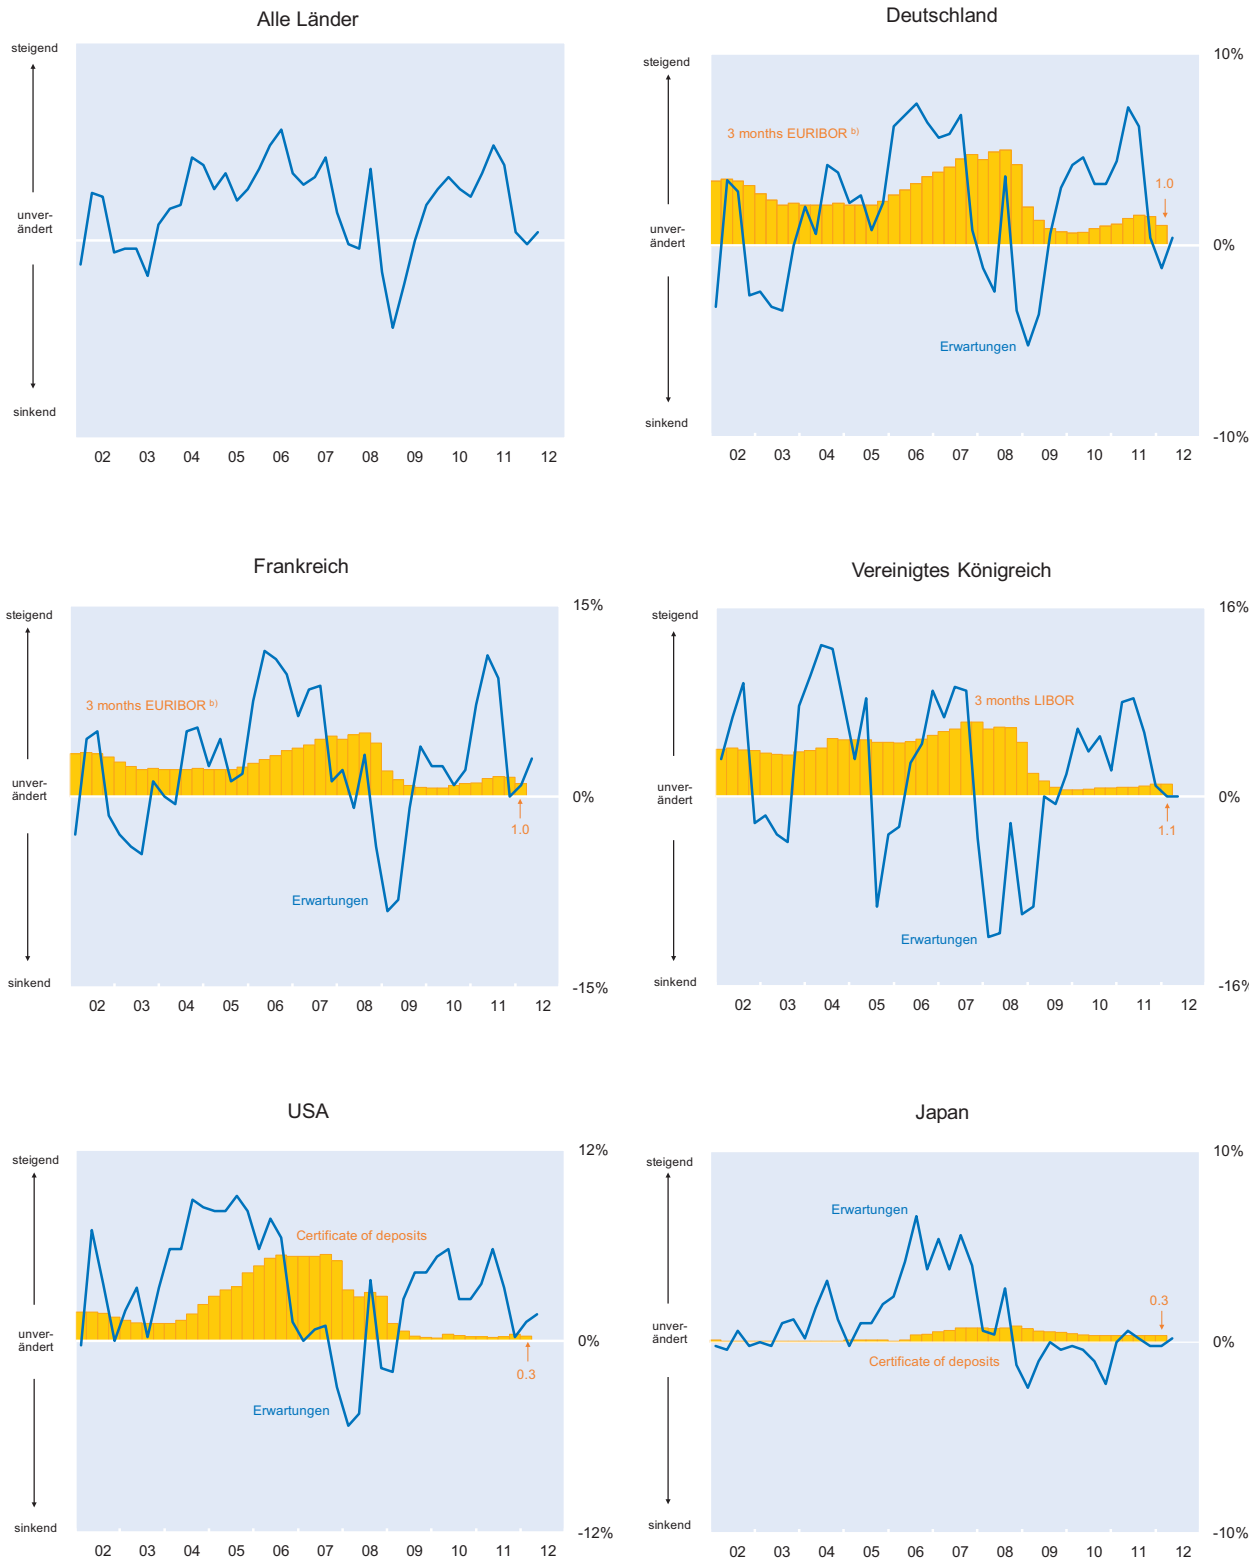 Alle Länder
steigend
unver-
ändert
sinkend
02 03 04 05 06 07 08 09 10 11 12
Deutschland
steigend
unver-
ändert
sinkend
10%
0%
-10%
3 months EURIBOR b)
1.0
Erwartungen
02 03 04 05 06 07 08 09 10 11 12
Frankreich
steigend
unver-
ändert
sinkend
15%
0%
-15%
3 months EURIBOR b)
1.0
Erwartungen
02 03 04 05 06 07 08 09 10 11 12
Vereinigtes Königreich
steigend
unver-
ändert
sinkend
16%
0%
-16%
3 months LIBOR
1.1
Erwartungen
02 03 04 05 06 07 08 09 10 11 12
USA
steigend
unver-
ändert
sinkend
12%
0%
-12%
Certificate of deposits
0.3
Erwartungen
02 03 04 05 06 07 08 09 10 11 12
Japan
steigend
unver-
ändert
sinkend
10%
0%
-10%
Erwartungen
0.3
Certificate of deposits
02 03 04 05 06 07 08 09 10 11 12